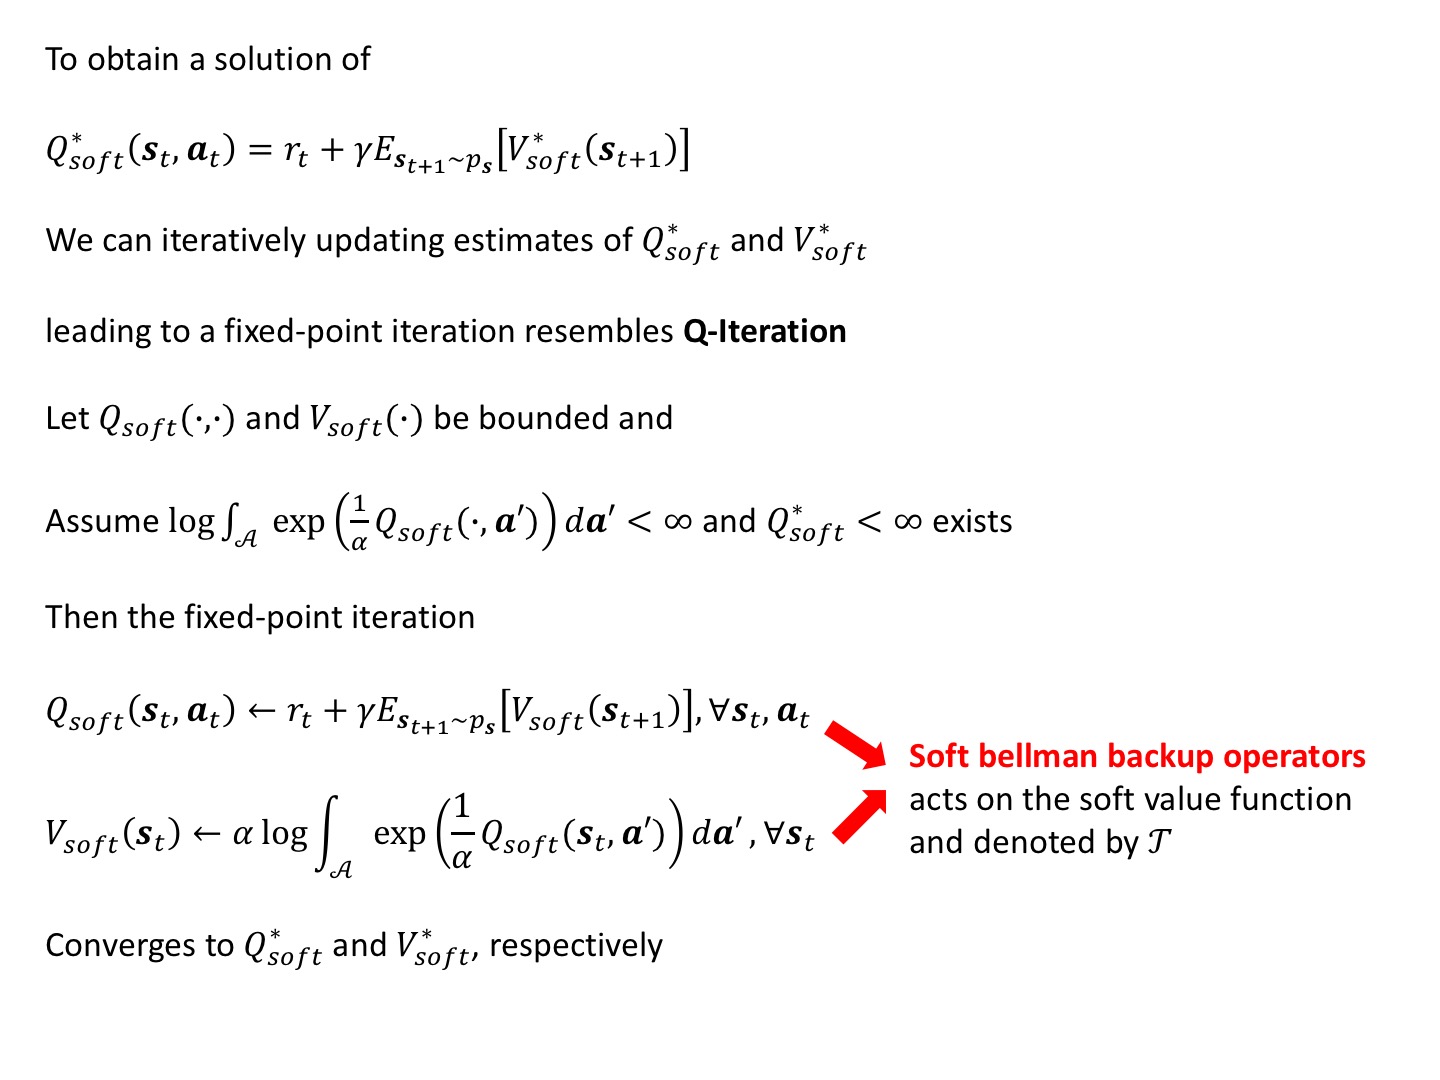 To obtain a solution of
$Q^*_{soft}(\boldsymbol{s}_t, \boldsymbol{a}_t) = r_t + \gamma E_{\boldsymbol{s}_{t+1} \sim p_{\boldsymbol{s}}}[V^*_{soft}(\boldsymbol{s}_{t+1})]$
We can iteratively updating estimates of $Q^*_{soft}$ and $V^*_{soft}$
leading to a fixed-point iteration resembles Q-Iteration
Let $Q_{soft}(\cdot,\cdot)$ and $V_{soft}(\cdot)$ be bounded and
Assume $\log \int_{\mathcal{A}} \exp\left(\frac{1}{\alpha} Q_{soft}(\cdot, \boldsymbol{a}')\right) d\boldsymbol{a}' < \infty$ and $Q^*_{soft} < \infty$ exists
Then the fixed-point iteration
$Q_{soft}(\boldsymbol{s}_t, \boldsymbol{a}_t) \leftarrow r_t + \gamma E_{\boldsymbol{s}_{t+1} \sim p_{\boldsymbol{s}}}[V_{soft}(\boldsymbol{s}_{t+1})], \forall \boldsymbol{s}_t, \boldsymbol{a}_t$
$V_{soft}(\boldsymbol{s}_t) \leftarrow \alpha \log \int_{\mathcal{A}} \exp\left(\frac{1}{\alpha} Q_{soft}(\boldsymbol{s}_t, \boldsymbol{a}')\right) d\boldsymbol{a}', \forall \boldsymbol{s}_t$
Soft bellman backup operators
acts on the soft value function
and denoted by $\mathcal{T}$
Converges to $Q^*_{soft}$ and $V^*_{soft}$, respectively